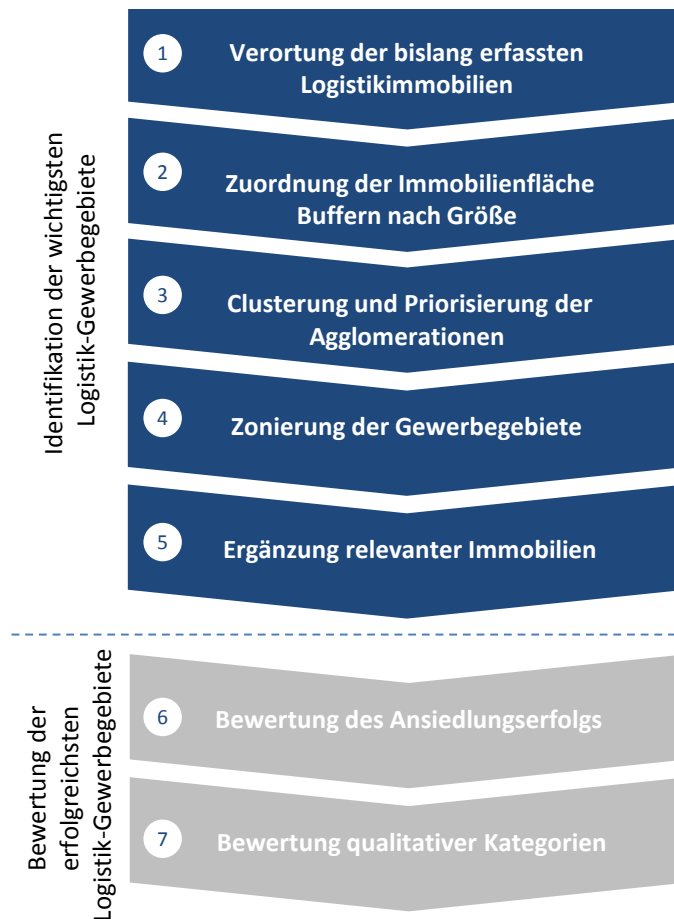 Identifikation der wichtigsten
Logistik-Gewerbegebiete
1
Verortung der bislang erfassten
Logistikimmobilien
2
Zuordnung der Immobilienfläche
Buffern nach Größe
3
Clusterung und Priorisierung der
Agglomerationen
4
Zonierung der Gewerbegebiete
5
Ergänzung relevanter Immobilien
Bewertung der
erfolgreichsten
Logistik-Gewerbegebiete
6
Bewertung des Ansiedlungserfolgs
7
Bewertung qualitativer Kategorien